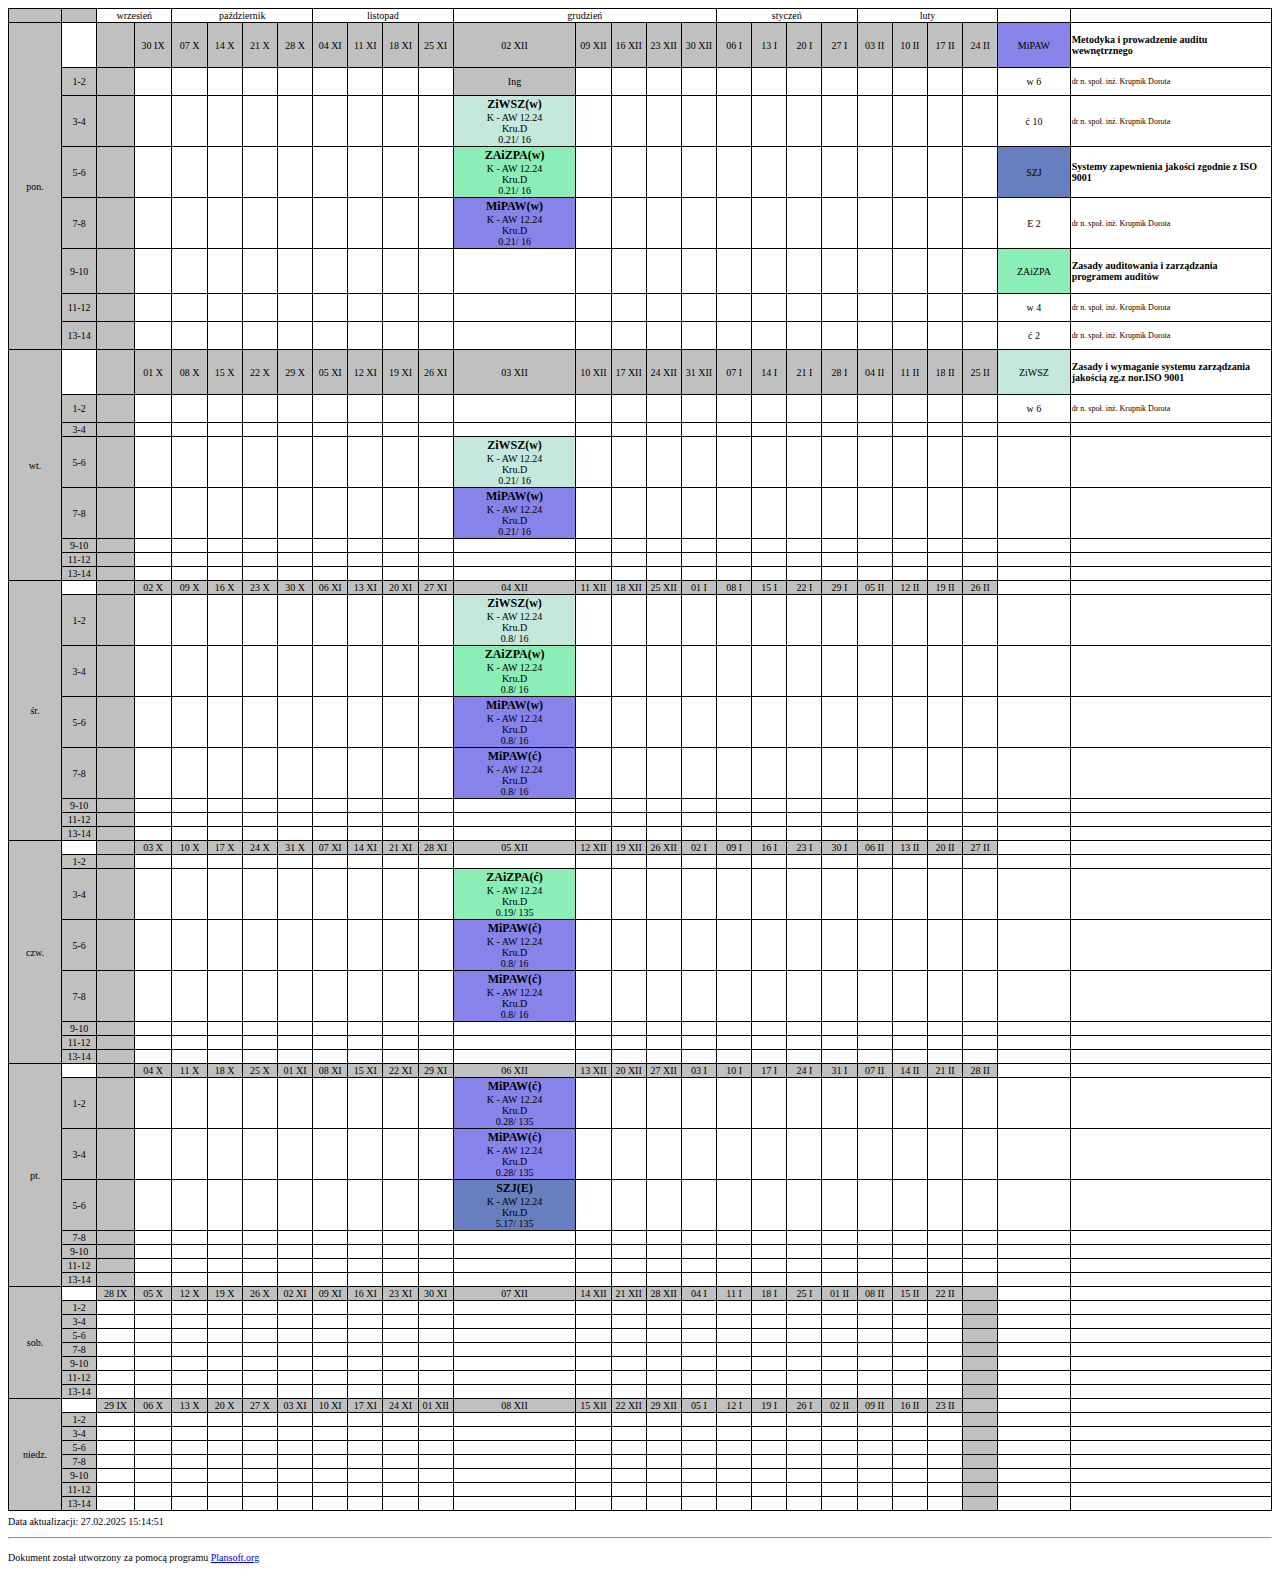 wrzesień październik listopad grudzień styczeń luty
pon. 30 IX 07 X 14 X 21 X 28 X 04 XI 11 XI 18 XI 25 XI 02 XII 09 XII 16 XII 23 XII 30 XII 06 I 13 I 20 I 27 I 03 II 10 II 17 II 24 II MiPAW Metodyka i prowadzenie auditu
wewnętrznego
1-2 Ing w 6 dr n. społ. inż. Krupnik Dorota
3-4 ZiWSZ(w)
K - AW 12.24
Kru.D
0.21/ 16
ć 10 dr n. społ. inż. Krupnik Dorota
5-6 ZAiZPA(w)
K - AW 12.24
Kru.D
0.21/ 16
SZJ Systemy zapewnienia jakości zgodnie z ISO
9001
7-8 MiPAW(w)
K - AW 12.24
Kru.D
0.21/ 16
E 2 dr n. społ. inż. Krupnik Dorota
9-10 ZAiZPA Zasady auditowania i zarządzania
programem auditów
11-12 w 4 dr n. społ. inż. Krupnik Dorota
13-14 ć 2 dr n. społ. inż. Krupnik Dorota
wt. 01 X 08 X 15 X 22 X 29 X 05 XI 12 XI 19 XI 26 XI 03 XII 10 XII 17 XII 24 XII 31 XII 07 I 14 I 21 I 28 I 04 II 11 II 18 II 25 II ZiWSZ Zasady i wymaganie systemu zarządzania
jakością zg.z nor.ISO 9001
1-2 w 6 dr n. społ. inż. Krupnik Dorota
3-4
5-6 ZiWSZ(w)
K - AW 12.24
Kru.D
0.21/ 16
7-8 MiPAW(w)
K - AW 12.24
Kru.D
0.21/ 16
9-10
11-12
13-14
śr. 02 X 09 X 16 X 23 X 30 X 06 XI 13 XI 20 XI 27 XI 04 XII 11 XII 18 XII 25 XII 01 I 08 I 15 I 22 I 29 I 05 II 12 II 19 II 26 II
1-2 ZiWSZ(w)
K - AW 12.24
Kru.D
0.8/ 16
3-4 ZAiZPA(w)
K - AW 12.24
Kru.D
0.8/ 16
5-6 MiPAW(w)
K - AW 12.24
Kru.D
0.8/ 16
7-8 MiPAW(ć)
K - AW 12.24
Kru.D
0.8/ 16
9-10
11-12
13-14
czw. 03 X 10 X 17 X 24 X 31 X 07 XI 14 XI 21 XI 28 XI 05 XII 12 XII 19 XII 26 XII 02 I 09 I 16 I 23 I 30 I 06 II 13 II 20 II 27 II
1-2
3-4 ZAiZPA(ć)
K - AW 12.24
Kru.D
0.19/ 135
5-6 MiPAW(ć)
K - AW 12.24
Kru.D
0.8/ 16
7-8 MiPAW(ć)
K - AW 12.24
Kru.D
0.8/ 16
9-10
11-12
13-14
pt. 04 X 11 X 18 X 25 X 01 XI 08 XI 15 XI 22 XI 29 XI 06 XII 13 XII 20 XII 27 XII 03 I 10 I 17 I 24 I 31 I 07 II 14 II 21 II 28 II
1-2 MiPAW(ć)
K - AW 12.24
Kru.D
0.28/ 135
3-4 MiPAW(ć)
K - AW 12.24
Kru.D
0.28/ 135
5-6 SZJ(E)
K - AW 12.24
Kru.D
5.17/ 135
7-8
9-10
11-12
13-14
sob. 28 IX 05 X 12 X 19 X 26 X 02 XI 09 XI 16 XI 23 XI 30 XI 07 XII 14 XII 21 XII 28 XII 04 I 11 I 18 I 25 I 01 II 08 II 15 II 22 II
1-2
3-4
5-6
7-8
9-10
11-12
13-14
niedz. 29 IX 06 X 13 X 20 X 27 X 03 XI 10 XI 17 XI 24 XI 01 XII 08 XII 15 XII 22 XII 29 XII 05 I 12 I 19 I 26 I 02 II 09 II 16 II 23 II
1-2
3-4
5-6
7-8
9-10
11-12
13-14
Data aktualizacji: 27.02.2025 15:14:51
Dokument został utworzony za pomocą programu Plansoft.org